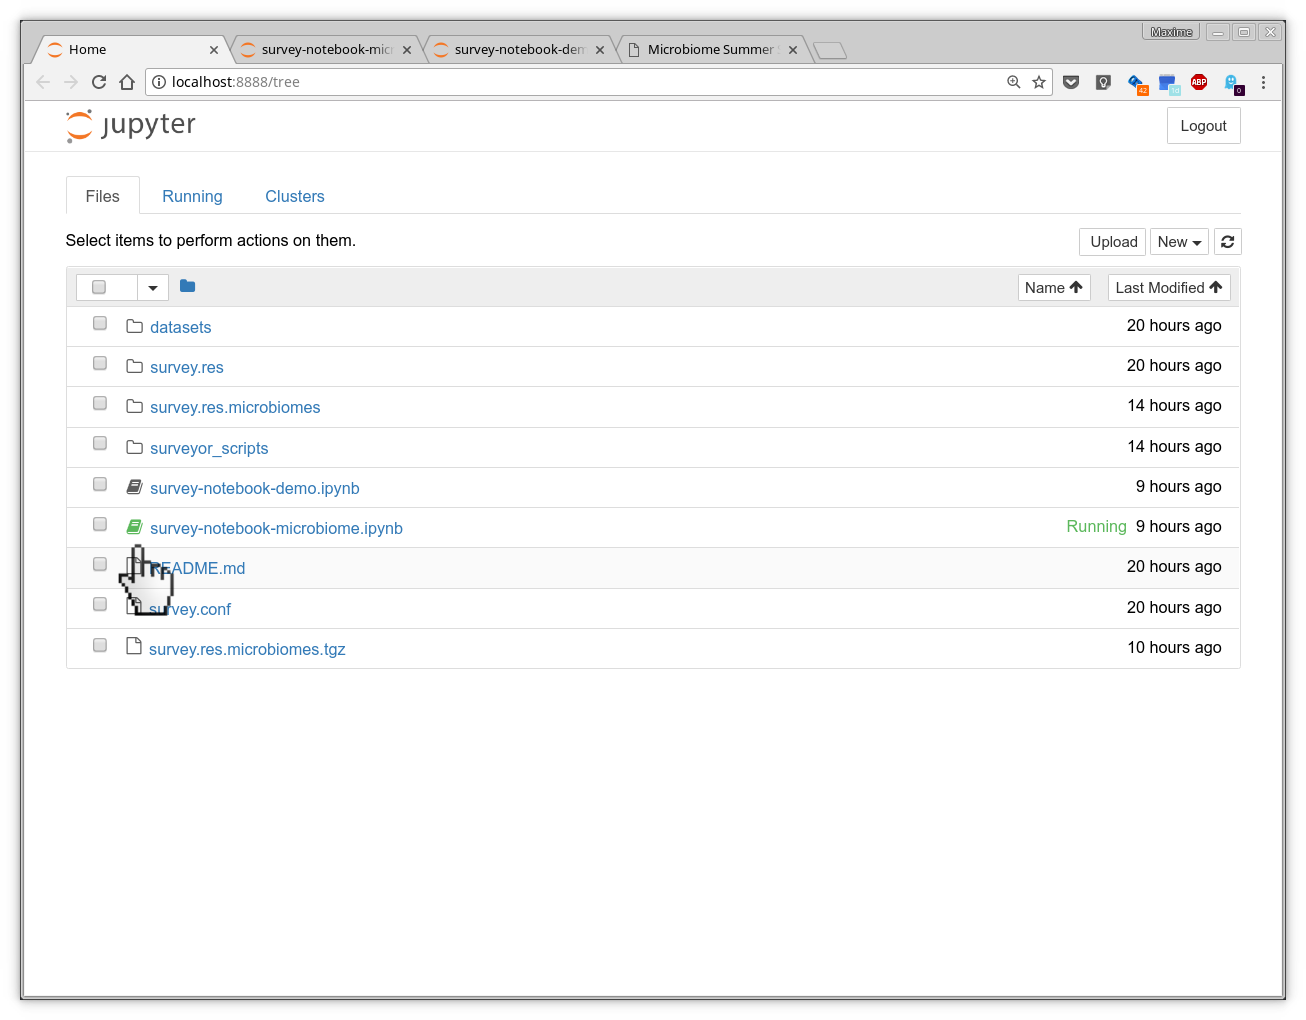 Maxime
Home survey-notebook-mic survey-notebook-den Microbiome Summer
localhost:8888/tree
42 10 ABP 0
jupyter Logout
Files Running Clusters
Select items to perform actions on them. Upload New
Name Last Modified
datasets 20 hours ago
survey.res 20 hours ago
survey.res.microbiomes 14 hours ago
surveyor_scripts 14 hours ago
survey-notebook-demo.ipynb 9 hours ago
survey-notebook-microbiome.ipynb Running 9 hours ago
README.md 20 hours ago
survey.conf 20 hours ago
survey.res.microbiomes.tgz 10 hours ago